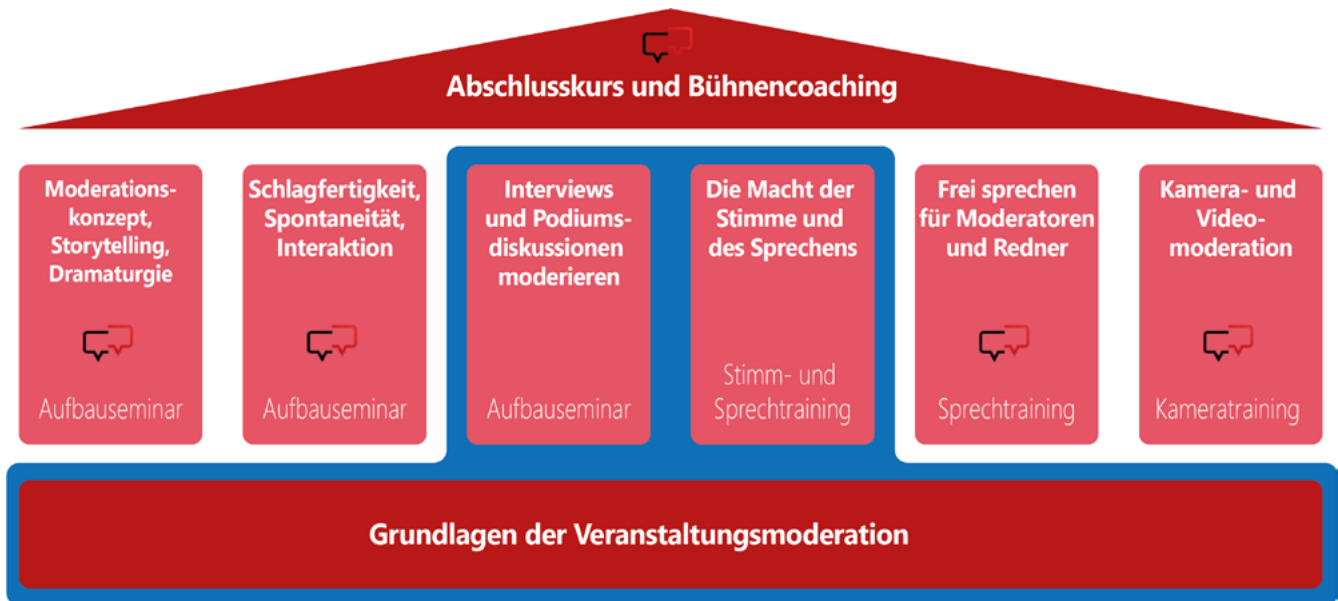 Abschlusskurs und Bühnencoaching
Moderations-
konzept,
Storytelling,
Dramaturgie
Aufbauseminar
Schlagfertigkeit,
Spontaneität,
Interaktion
Aufbauseminar
Interviews
und Podiums-
diskussionen
moderieren
Aufbauseminar
Die Macht der
Stimme und
des Sprechens
Stimm- und
Sprechtraining
Frei sprechen
für Moderatoren
und Redner
Sprechtraining
Kamera- und
Video-
moderation
Kameratraining
Grundlagen der Veranstaltungsmoderation